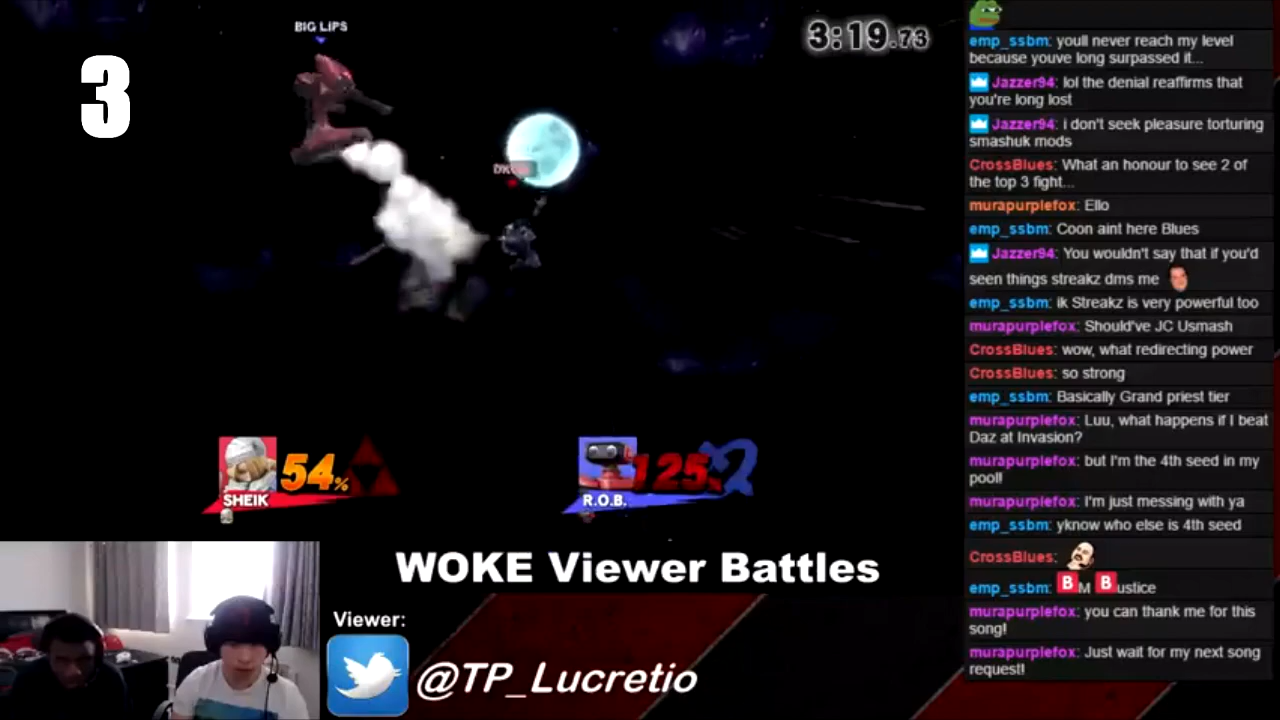 BIG LIPS
3
3:19.73
54%
SHEIK
125%
R.O.B.
WOKE Viewer Battles
Viewer:
@TP_Lucretio
emp_ssbm: youll never reach my level
because youve long surpassed it...
Jazzer94: lol the denial reaffirms that
you're long lost
Jazzer94: i don't seek pleasure torturing
smashuk mods
CrossBlues: What an honour to see 2 of
the top 3 fight...
murapurplefox: Ello
emp_ssbm: Coon aint here Blues
Jazzer94: You wouldn't say that if you'd
seen things streakz dms me
emp_ssbm: ik Streakz is very powerful too
murapurplefox: Should've JC Usmash
CrossBlues: wow, what redirecting power
CrossBlues: so strong
emp_ssbm: Basically Grand priest tier
murapurplefox: Luu, what happens if I beat
Daz at Invasion?
murapurplefox: but I'm the 4th seed in my
pool!
murapurplefox: I'm just messing with ya
emp_ssbm: yknow who else is 4th seed
CrossBlues:
emp_ssbm: B M B ustice
murapurplefox: you can thank me for this
song!
murapurplefox: Just wait for my next song
request!